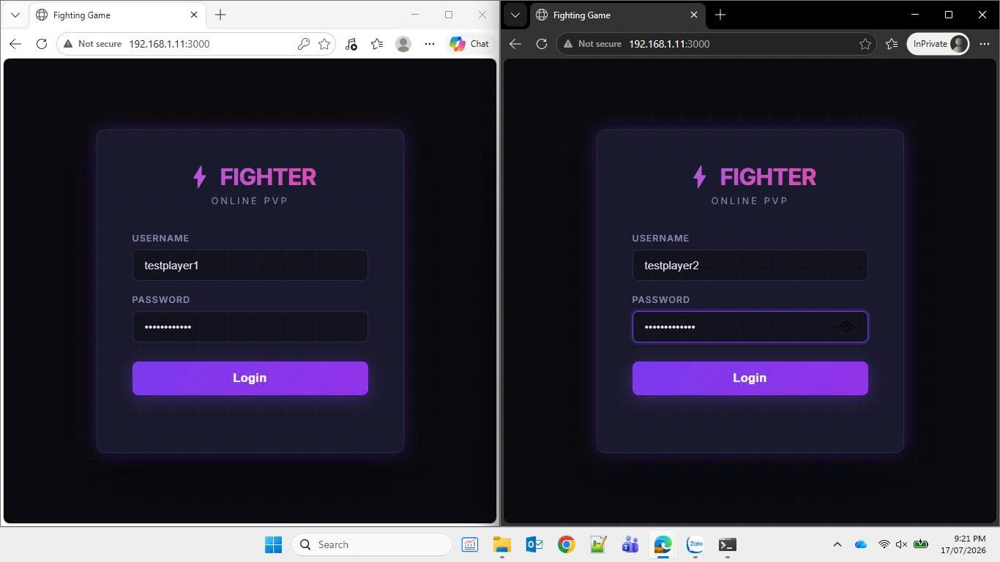 Fighting Game
Not secure 192.168.1.11:3000
Chat
FIGHTER
ONLINE PVP
USERNAME
testplayer1
PASSWORD
••••••••••••
Login
Fighting Game
Not secure 192.168.1.11:3000
InPrivate
FIGHTER
ONLINE PVP
USERNAME
testplayer2
PASSWORD
•••••••••••••
Login
Search
Zalo
9:21 PM
17/07/2026